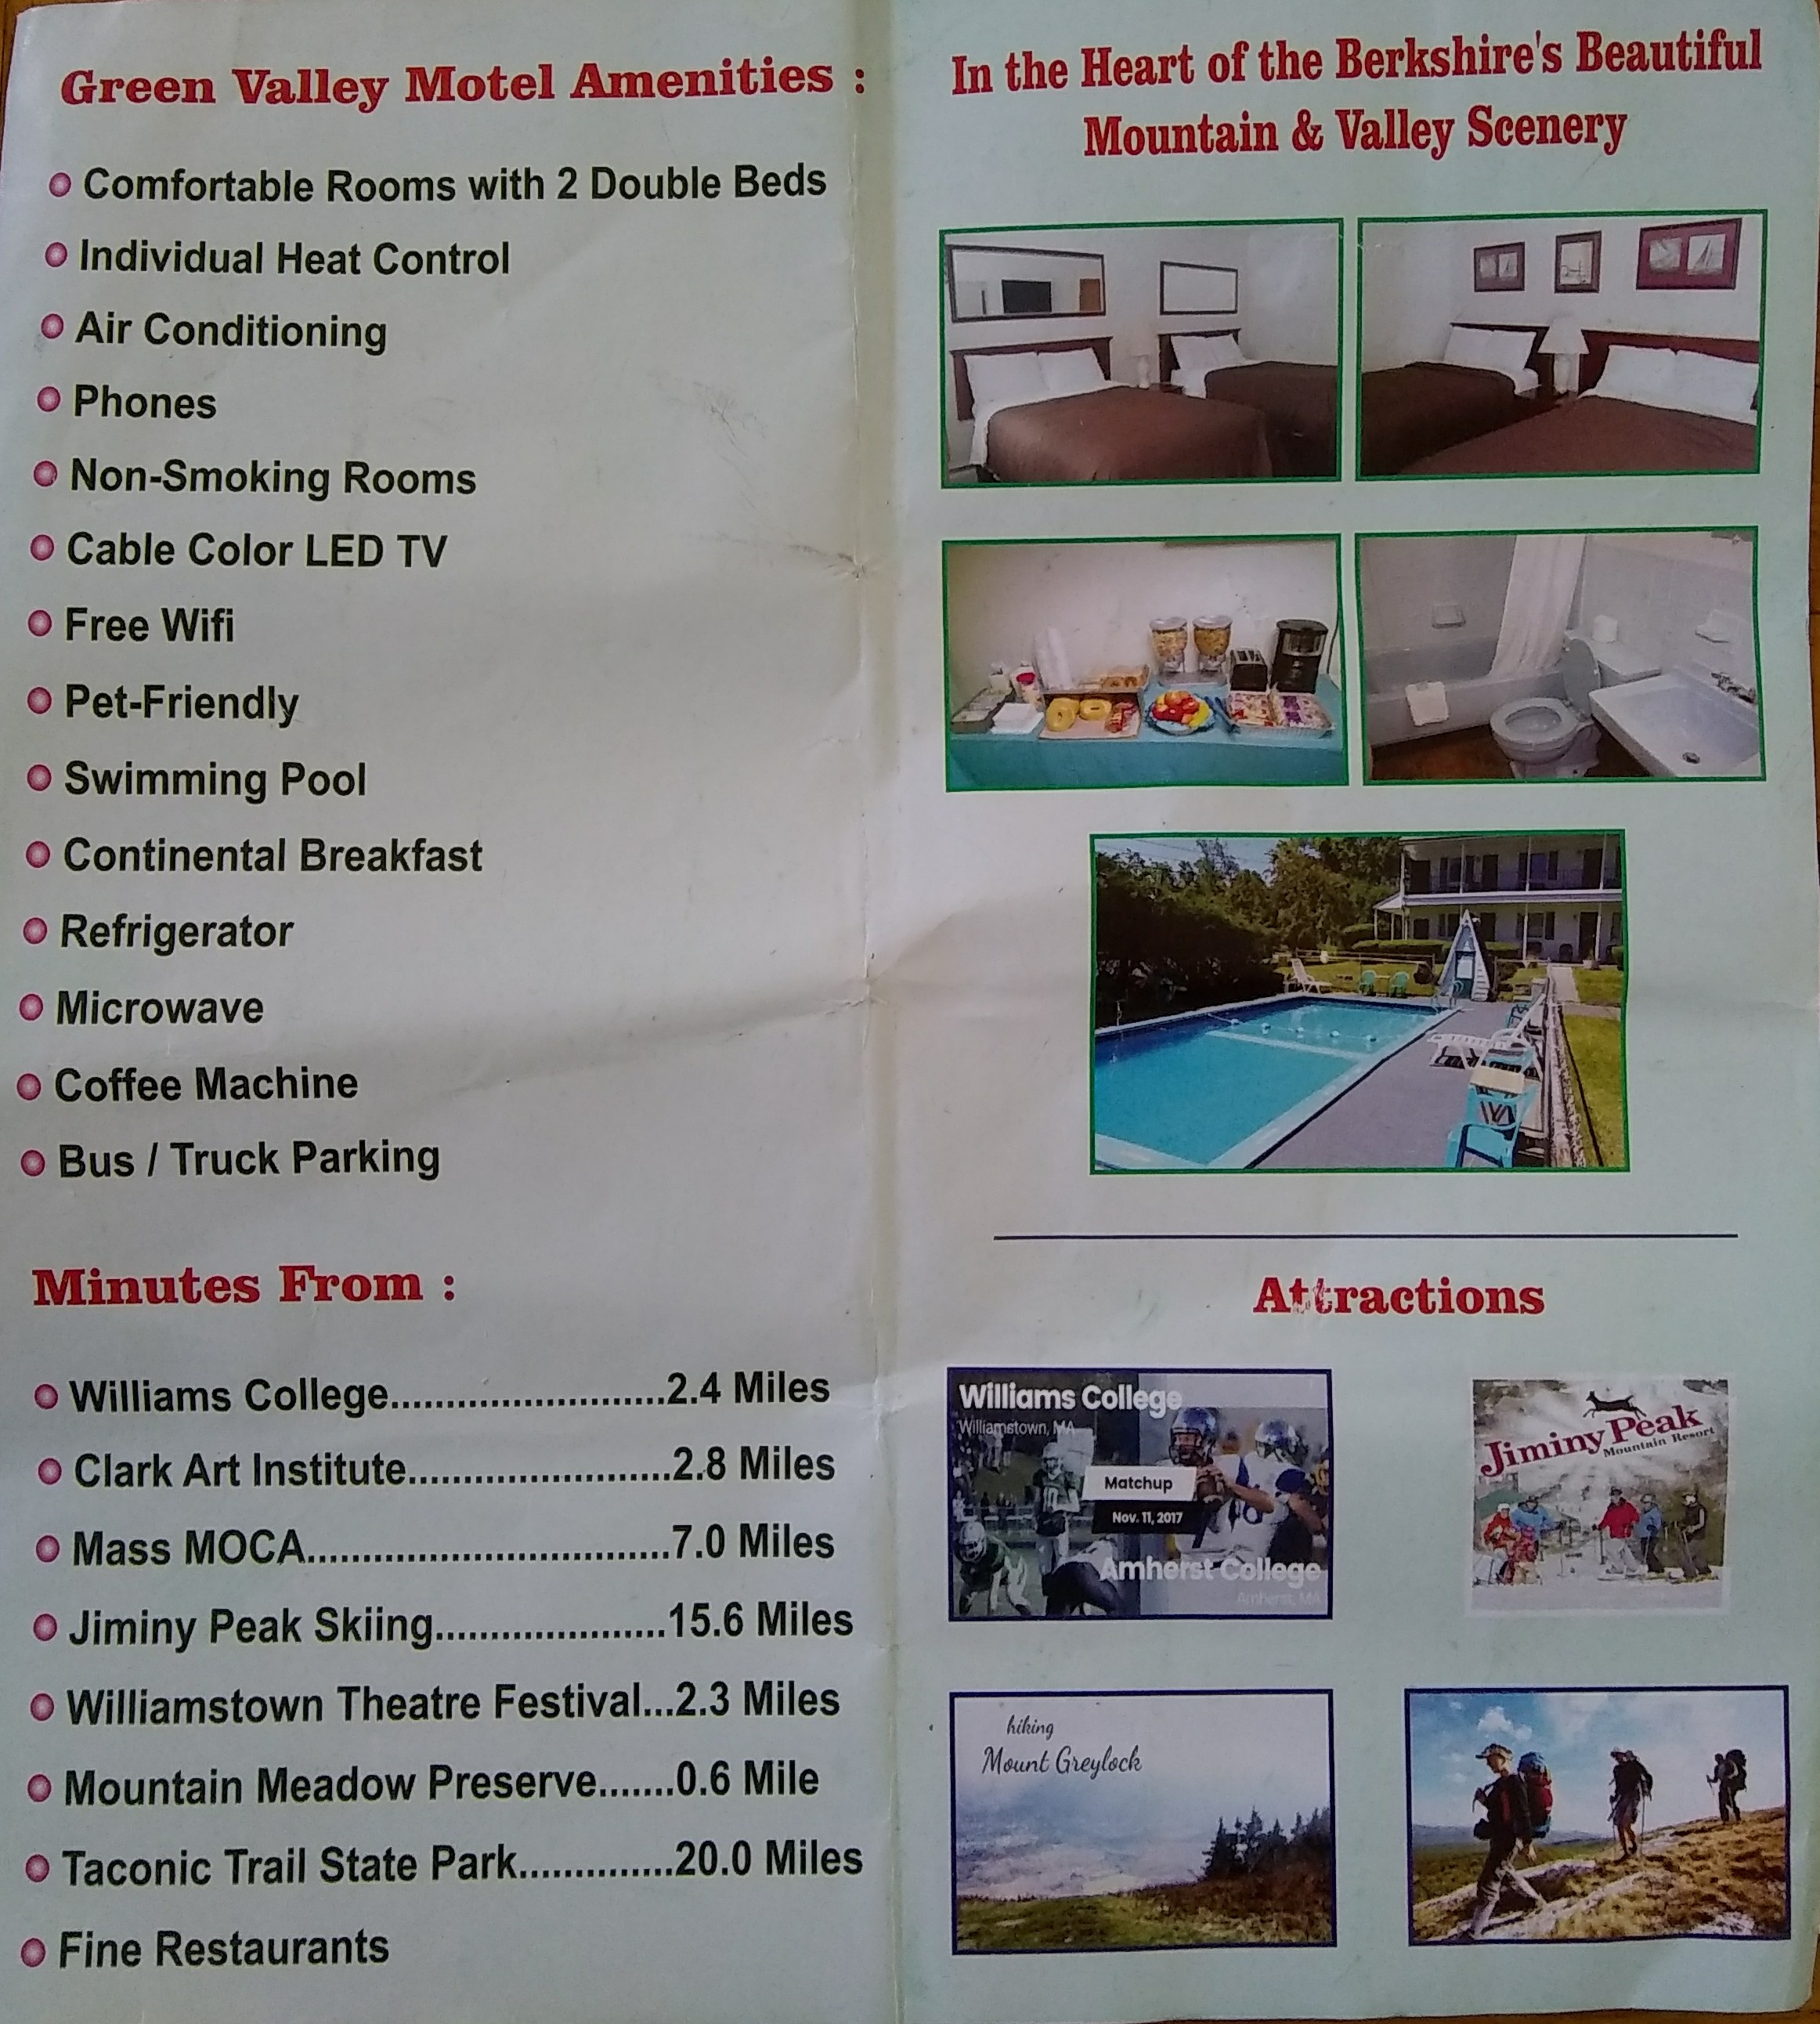 Green Valley Motel Amenities :
Comfortable Rooms with 2 Double Beds
Individual Heat Control
Air Conditioning
Phones
Non-Smoking Rooms
Cable Color LED TV
Free Wifi
Pet-Friendly
Swimming Pool
Continental Breakfast
Refrigerator
Microwave
Coffee Machine
Bus / Truck Parking
Minutes From :
Williams College.........................2.4 Miles
Clark Art Institute........................2.8 Miles
Mass MOCA.................................7.0 Miles
Jiminy Peak Skiing.....................15.6 Miles
Williamstown Theatre Festival...2.3 Miles
Mountain Meadow Preserve.......0.6 Mile
Taconic Trail State Park..............20.0 Miles
Fine Restaurants
In the Heart of the Berkshire's Beautiful
Mountain & Valley Scenery
Attractions
Williams College
Williamstown, MA
Matchup
Nov. 11, 2017
Amherst College
Amherst, MA
Jiminy Peak
Mountain Resort
hiking
Mount Greylock